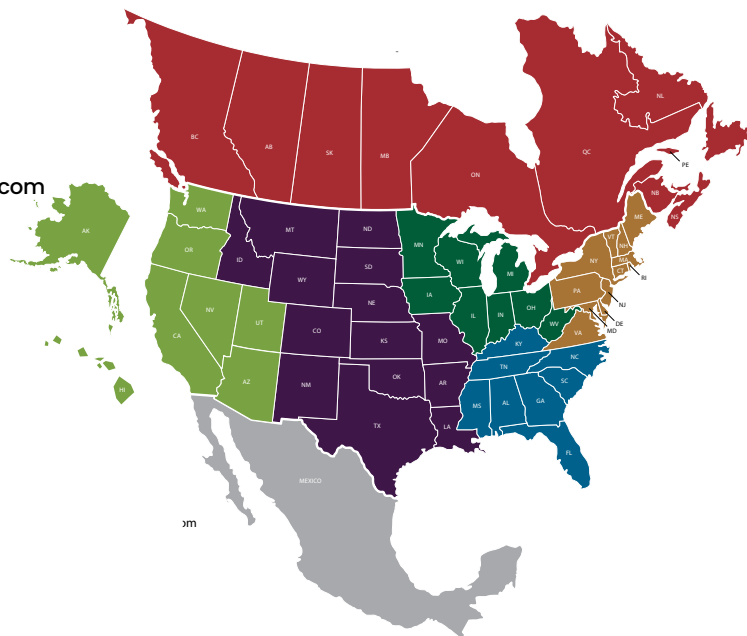 NL
BC
AB
SK
MB
ON
QC
PE
NB
NS
.com
AK
WA
OR
ID
MT
ND
MN
WI
MI
SD
WY
NE
IA
NV
UT
CO
KS
CA
AZ
NM
OK
TX
MO
AR
LA
IL
IN
OH
WV
KY
TN
NC
SC
MS
AL
GA
FL
VA
PA
NY
VT
NH
ME
MA
CT
RI
NJ
DE
MD
HI
MEXICO
om